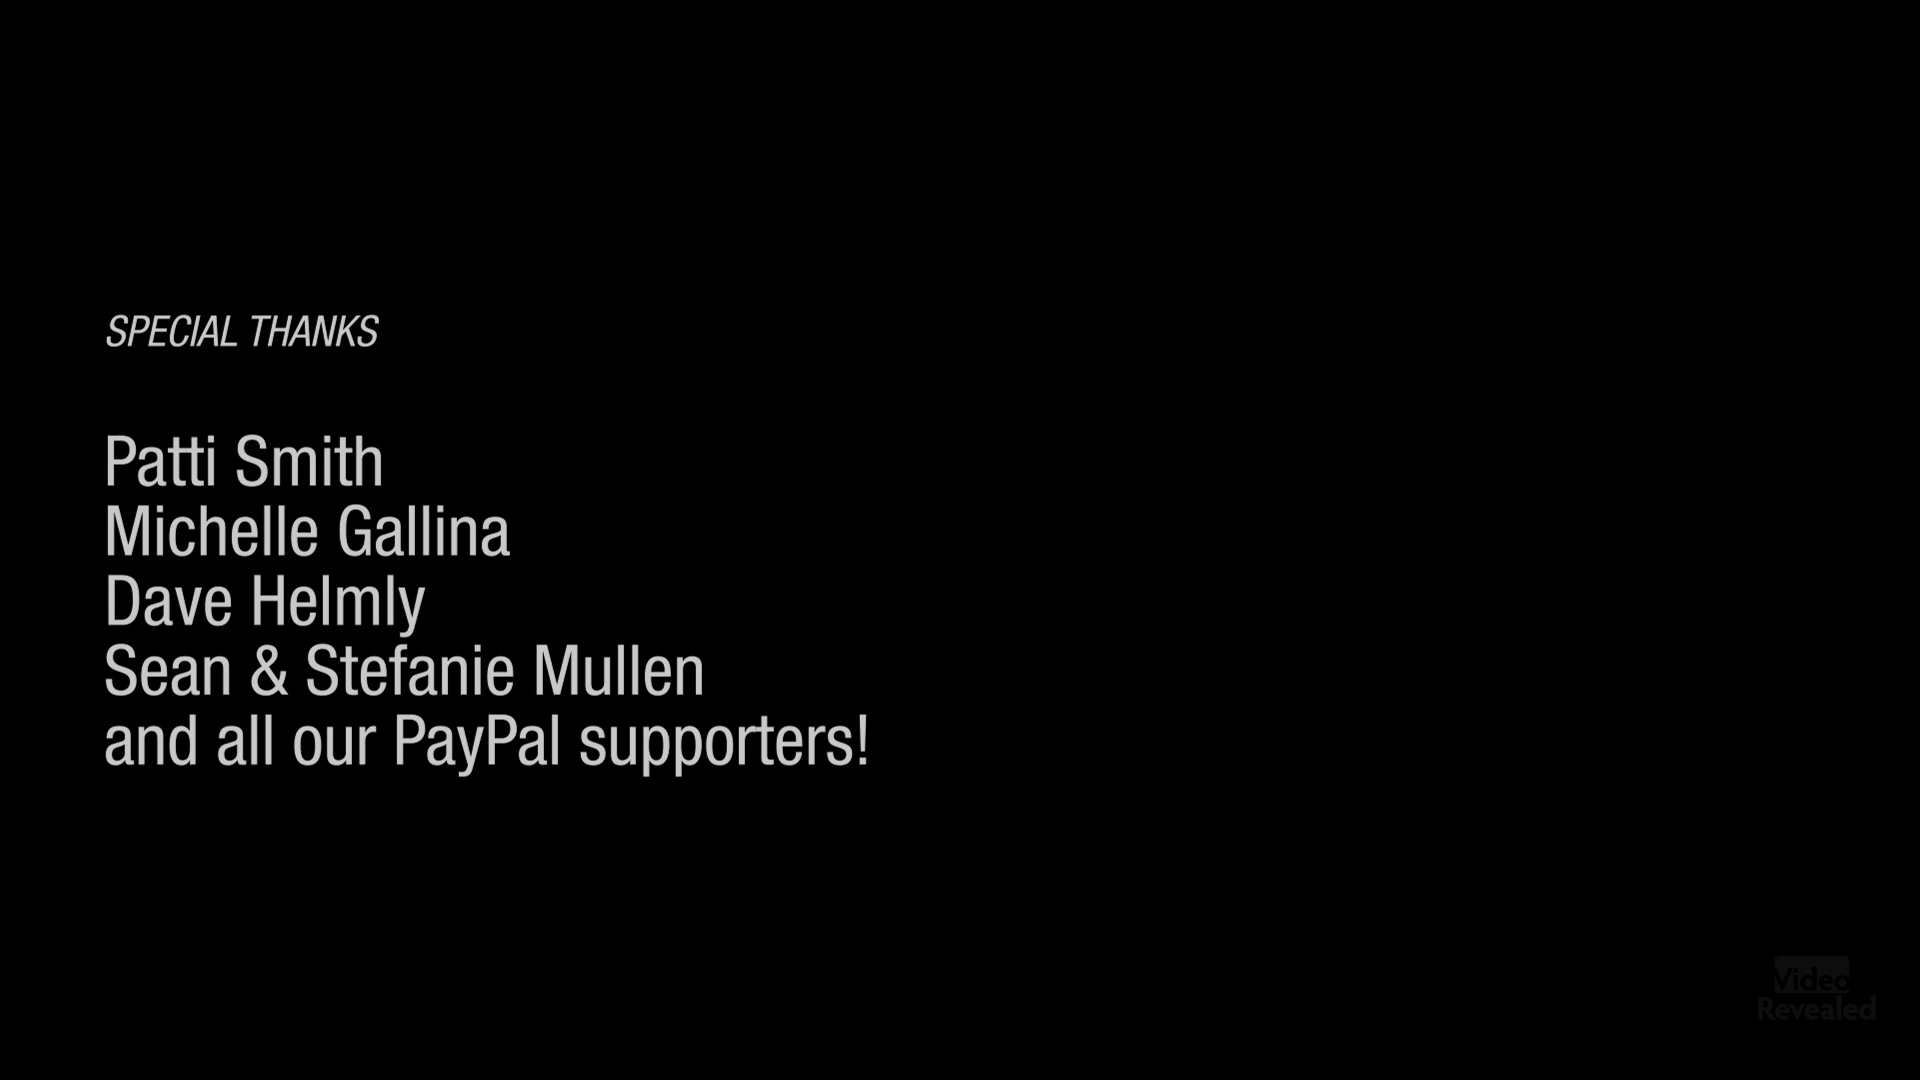 SPECIAL THANKS
Patti Smith
Michelle Gallina
Dave Helmly
Sean & Stefanie Mullen
and all our PayPal supporters!
Video
Revealed